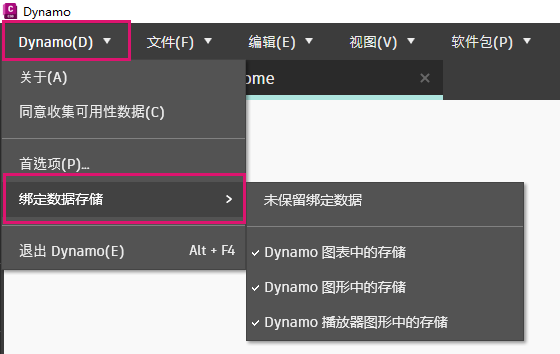 Dynamo
Dynamo(D) 文件(F) 编辑(E) 视图(V) 软件包(P)
关于(A) ome
同意收集可用性数据(C)
首选项(P)...
绑定数据存储 未保留绑定数据
退出 Dynamo(E) Alt + F4 Dynamo 图表中的存储
Dynamo 图形中的存储
Dynamo 播放器图形中的存储